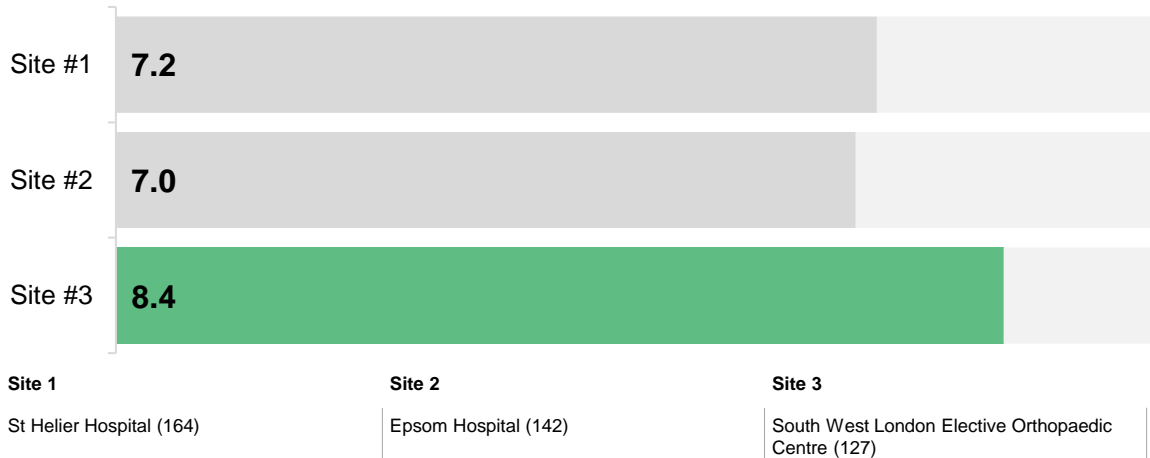 Site #1
7.2
Site #2
7.0
Site #3
8.4
Site 1
Site 2
Site 3
St Helier Hospital (164)
Epsom Hospital (142)
South West London Elective Orthopaedic
Centre (127)